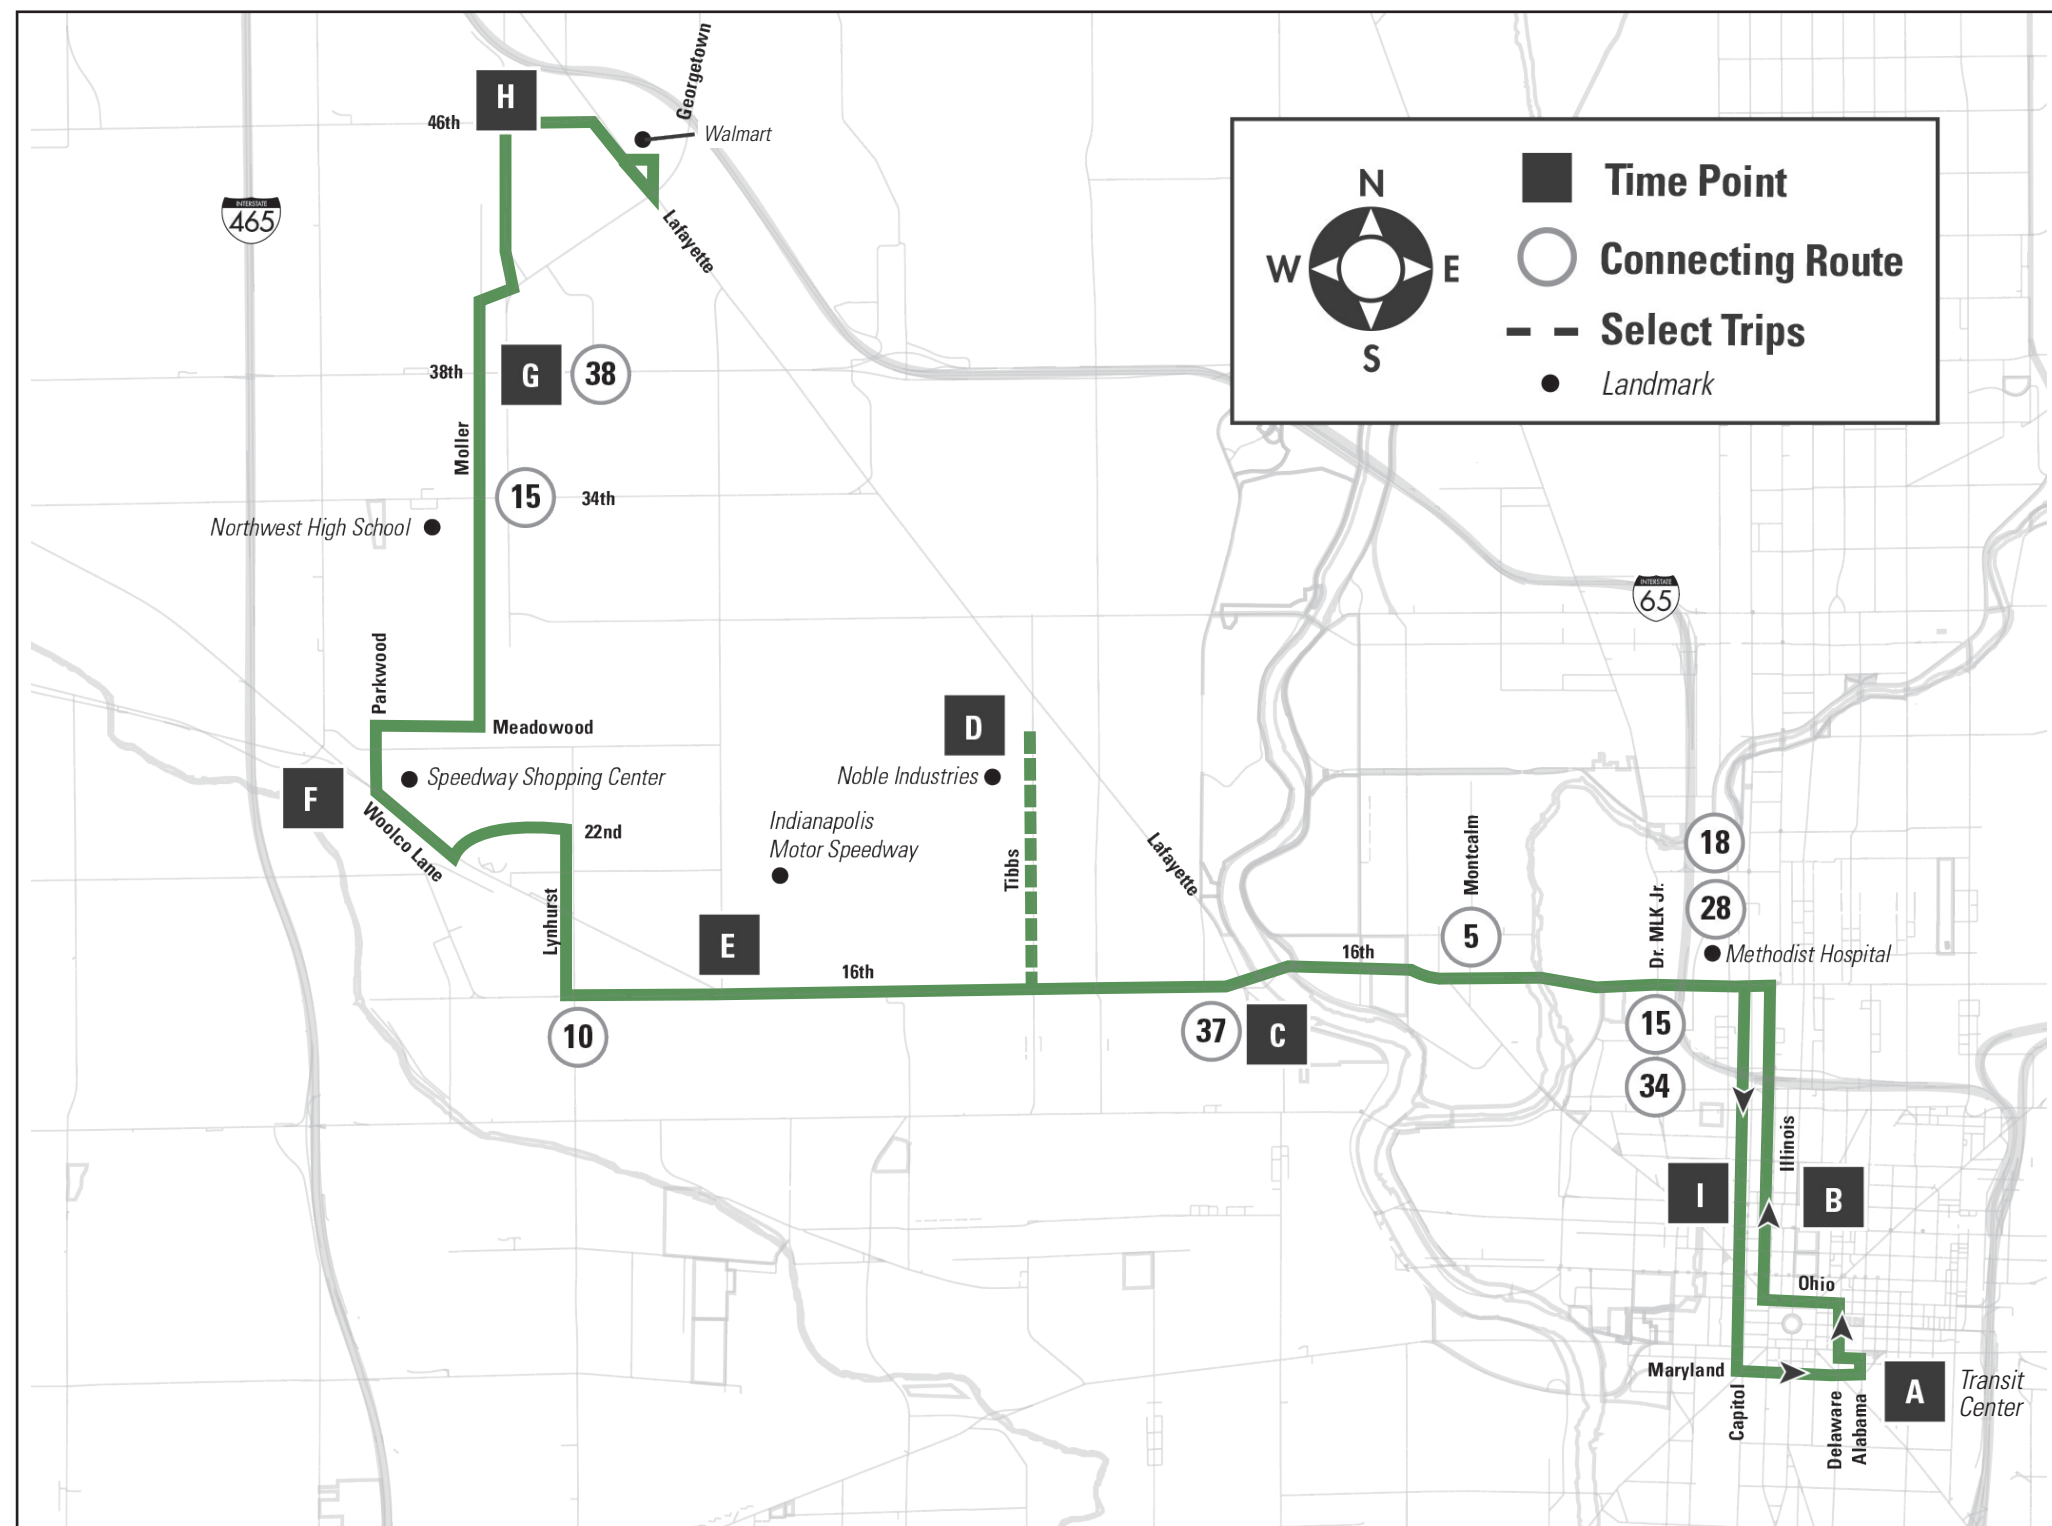 Georgetown
H
46th
Walmart
INTERSTATE
465
Lafayette
N
W
E
S
Time Point
Connecting Route
Select Trips
Landmark
38th
G
38
Moller
15
34th
Northwest High School
INTERSTATE
65
Parkwood
Meadowood
D
Noble Industries
Speedway Shopping Center
F
Woolco Lane
22nd
Indianapolis
Motor Speedway
Tibbs
Lafayette
Montcalm
18
28
Dr. MLK Jr.
Lynhurst
E
16th
16th
5
Methodist Hospital
10
37
C
15
34
Illinois
I
B
Ohio
Maryland
Capitol
Delaware
Alabama
A
Transit
Center